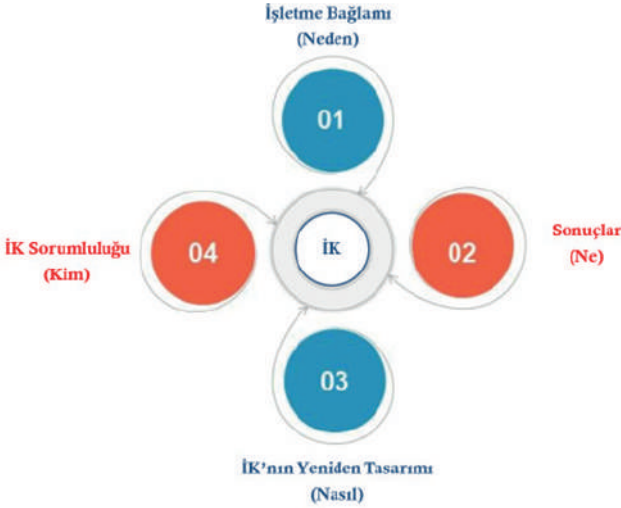 İşletme Bağlamı
(Neden)
01
İK Sorumluluğu
(Kim)
04
İK
02
Sonuçlar
(Ne)
03
İK'nın Yeniden Tasarımı
(Nasıl)